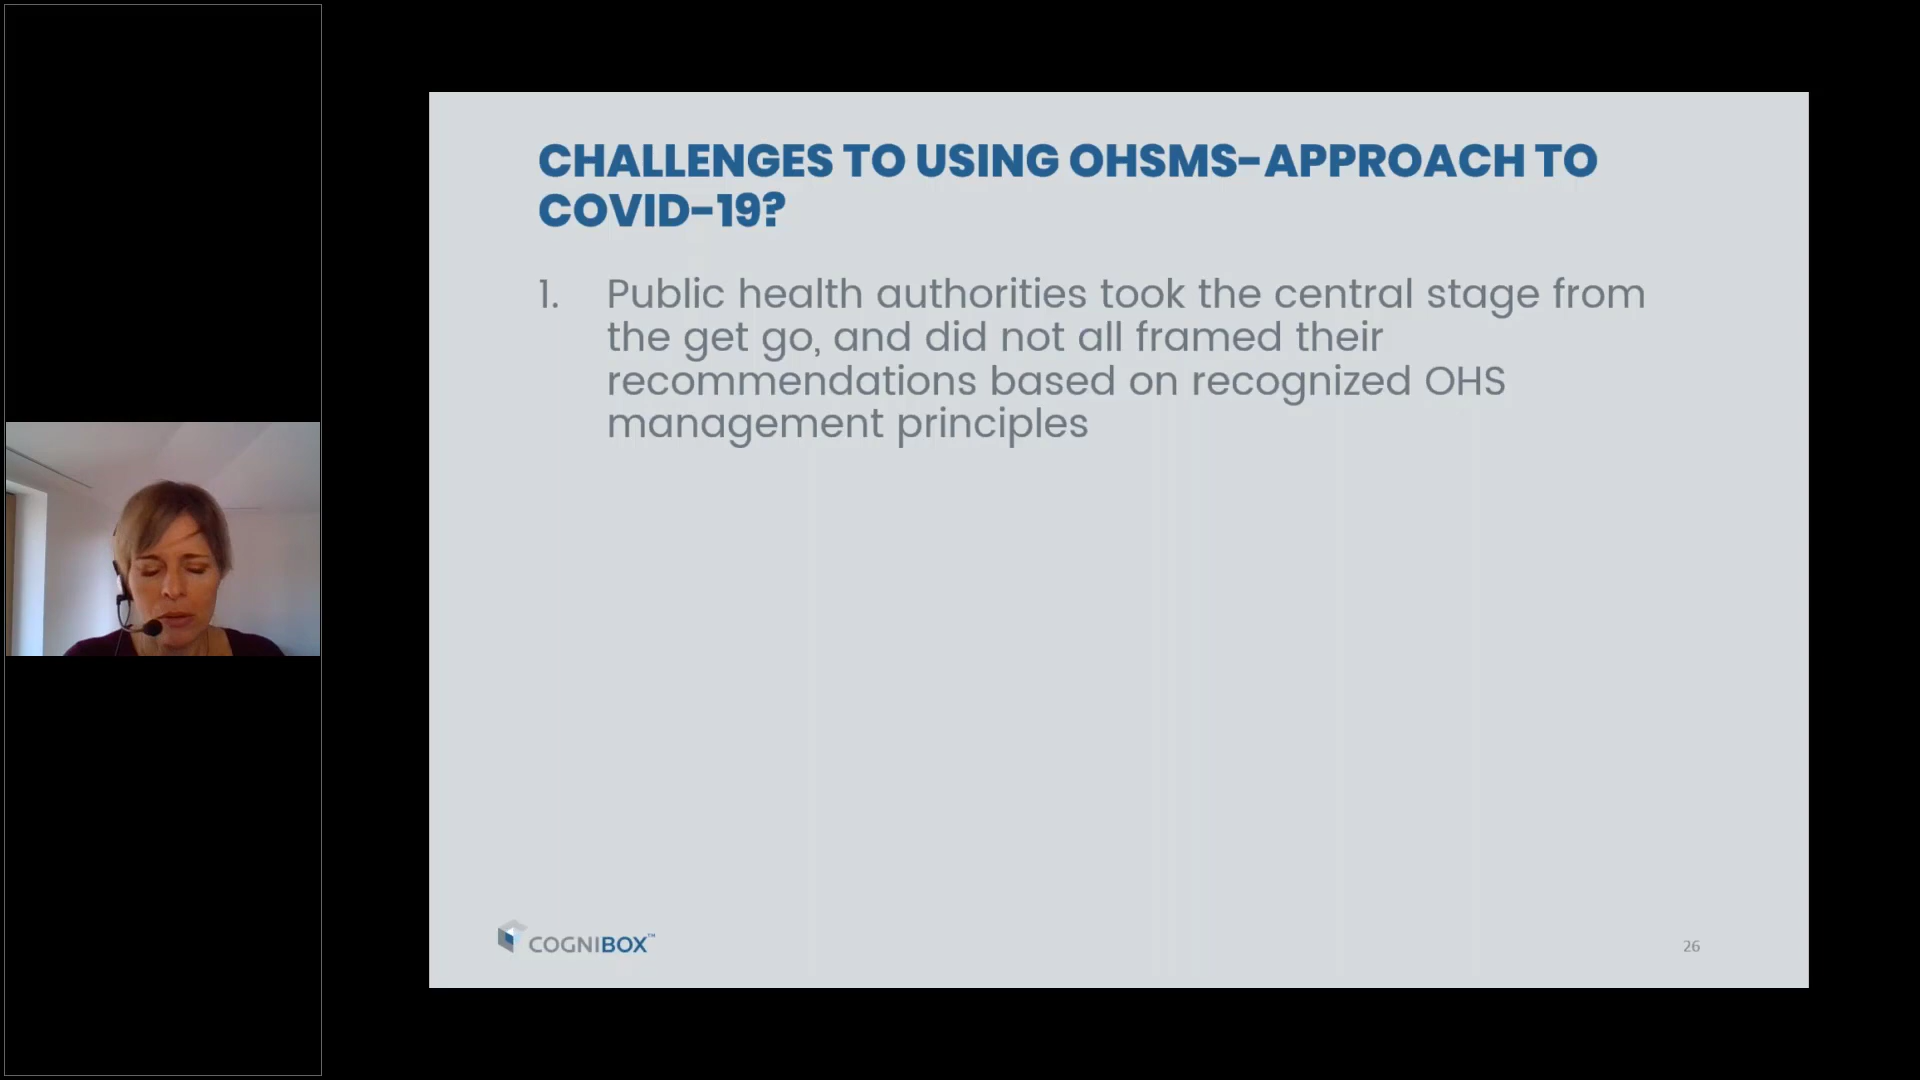 CHALLENGES TO USING OHSMS-APPROACH TO
COVID-19?
1. Public health authorities took the central stage from
the get go, and did not all framed their
recommendations based on recognized OHS
management principles
COGNIBOX™
26